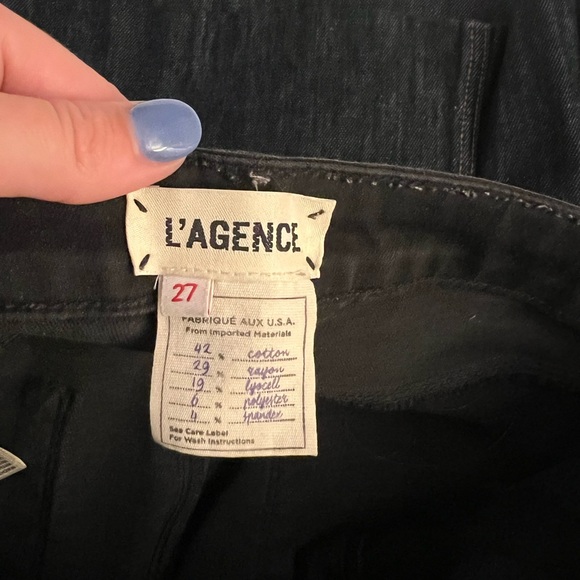 L'AGENCE
27
FABRIQUÉ AUX U.S.A.
From Imported Materials
42 % cotton
29 % rayon
19 % lyocell
6 % polyester
4 % spandex
See Care Label
For Wash Instructions